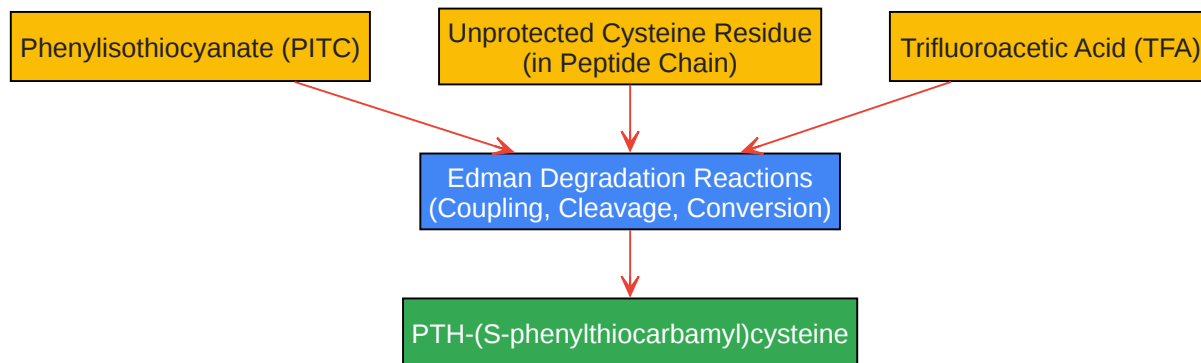 Phenylisothiocyanate (PITC)
Unprotected Cysteine Residue
(in Peptide Chain)
Trifluoroacetic Acid (TFA)
Edman Degradation Reactions
(Coupling, Cleavage, Conversion)
PTH-(S-phenylthiocarbamyl)cysteine